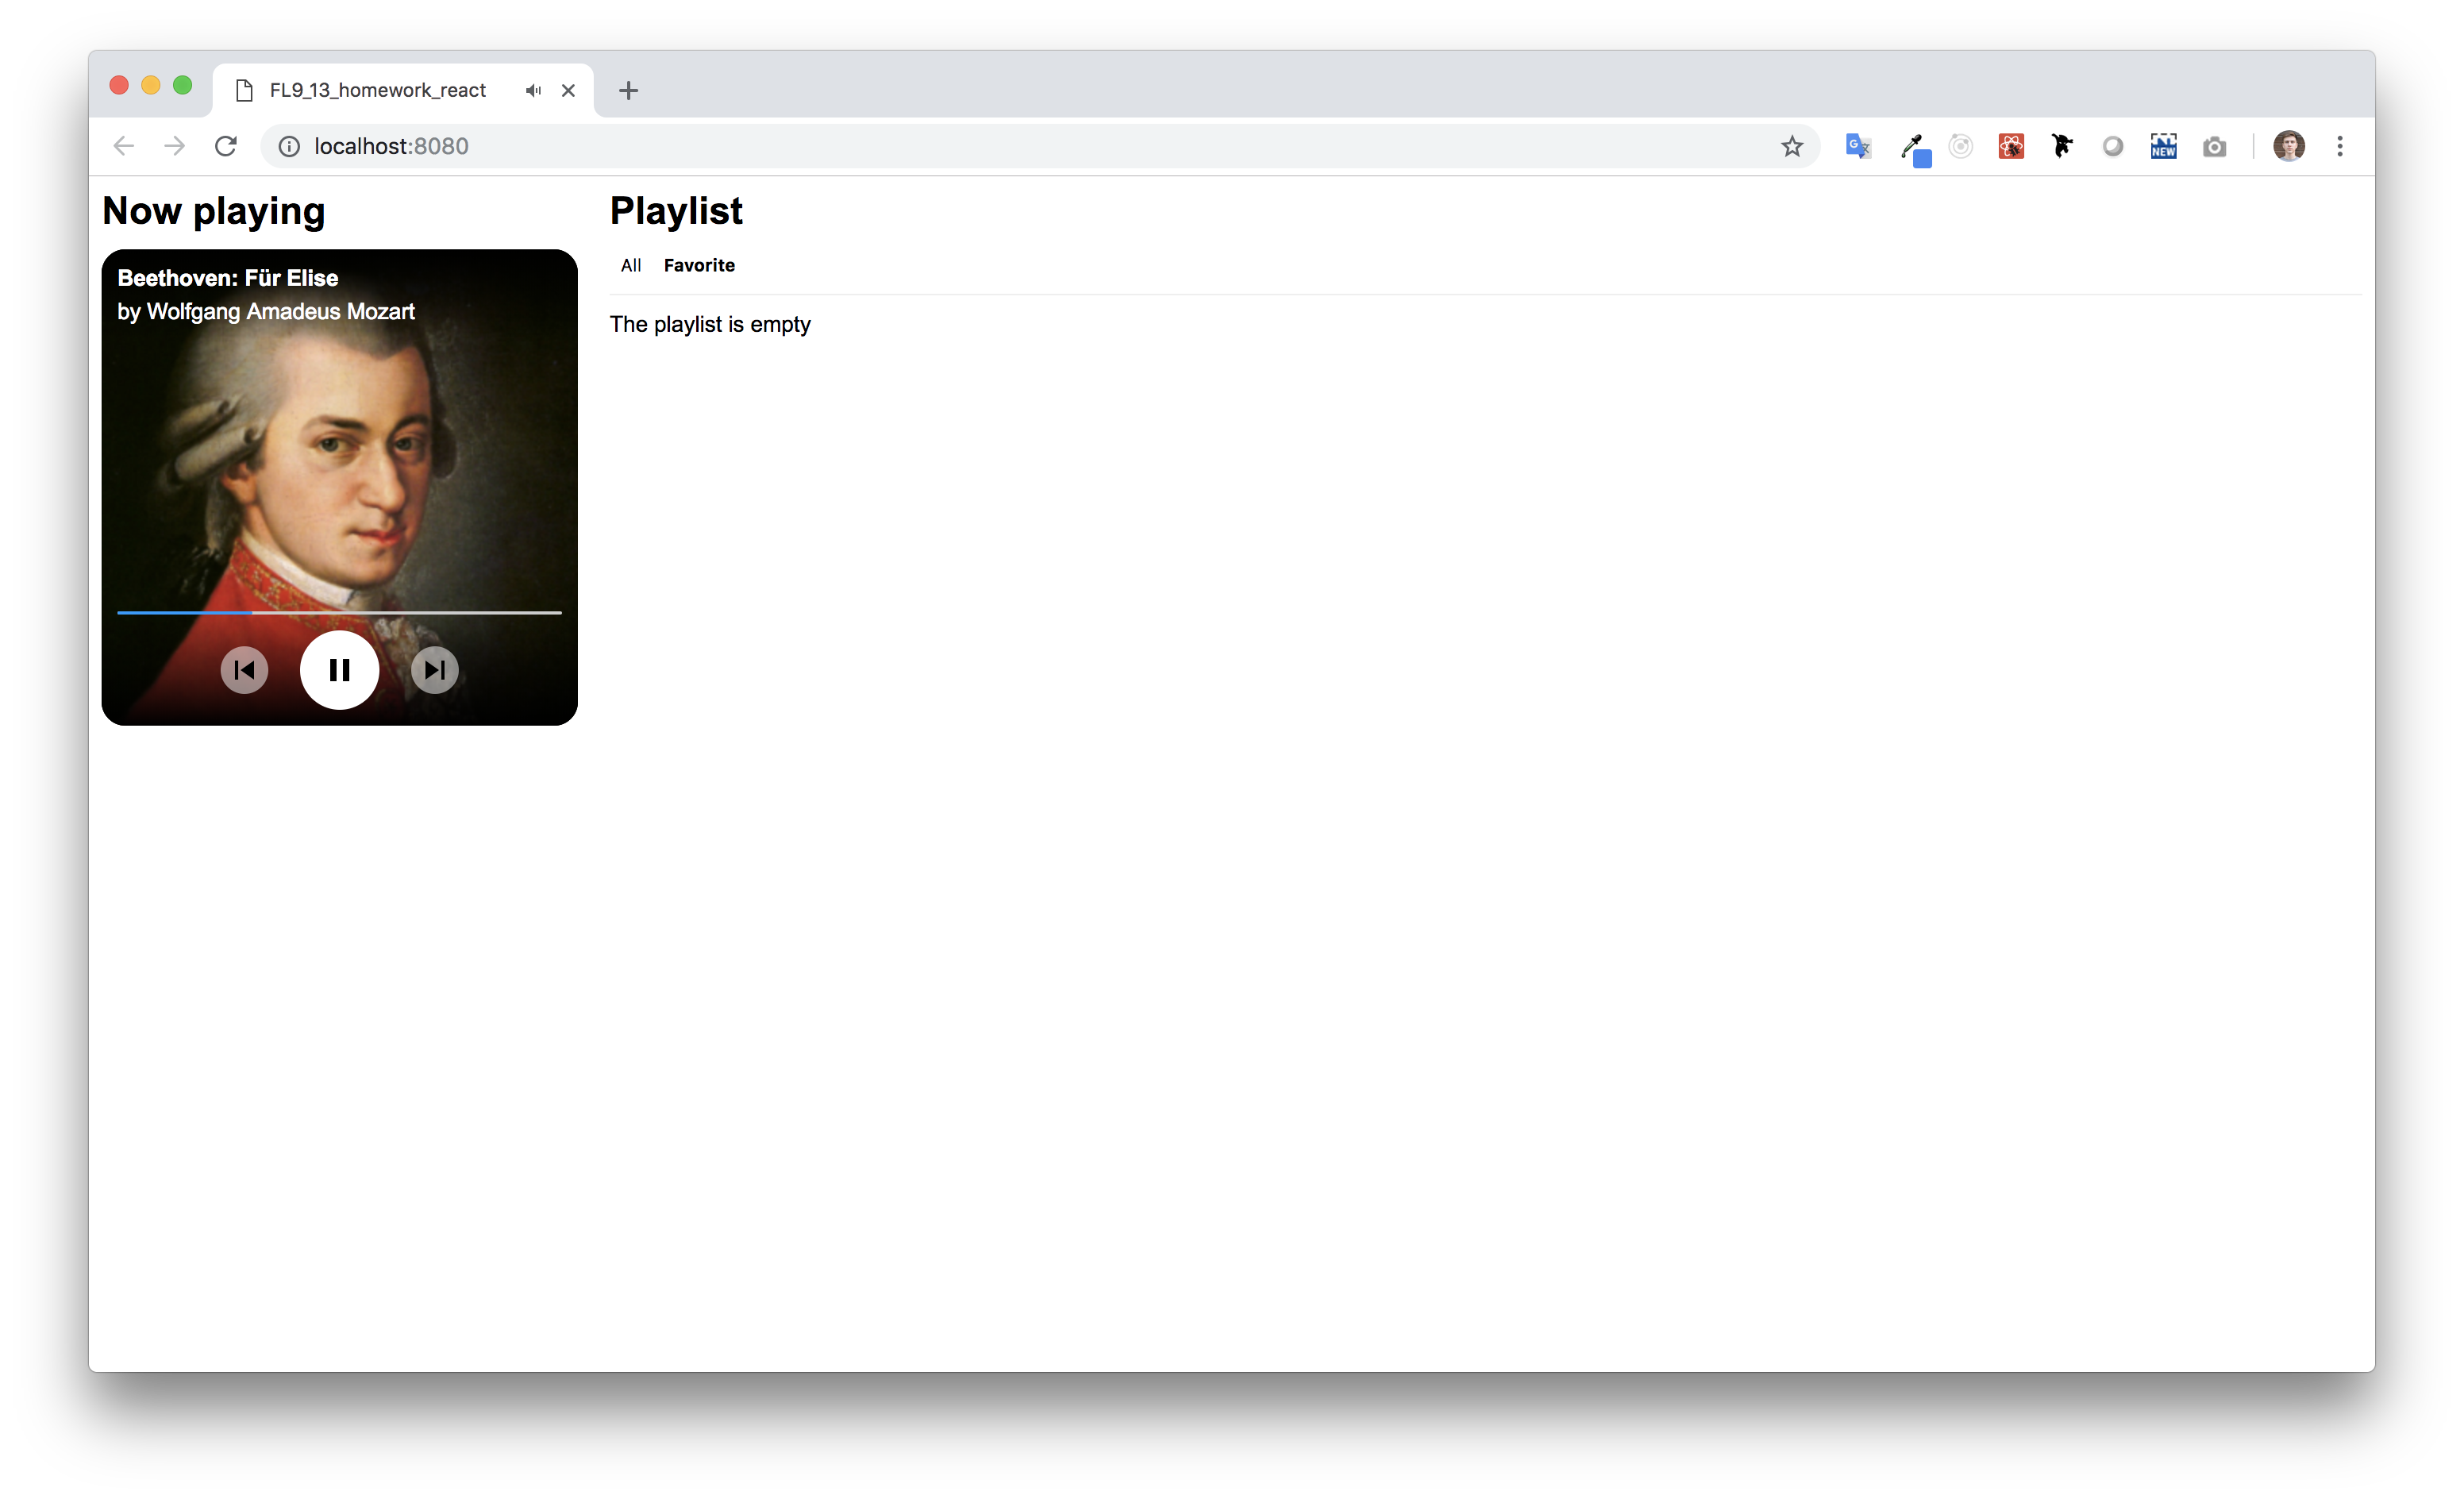 FL9_13_homework_react
localhost:8080
NEW
Now playing
Beethoven: Für Elise
by Wolfgang Amadeus Mozart
Playlist
All Favorite
The playlist is empty